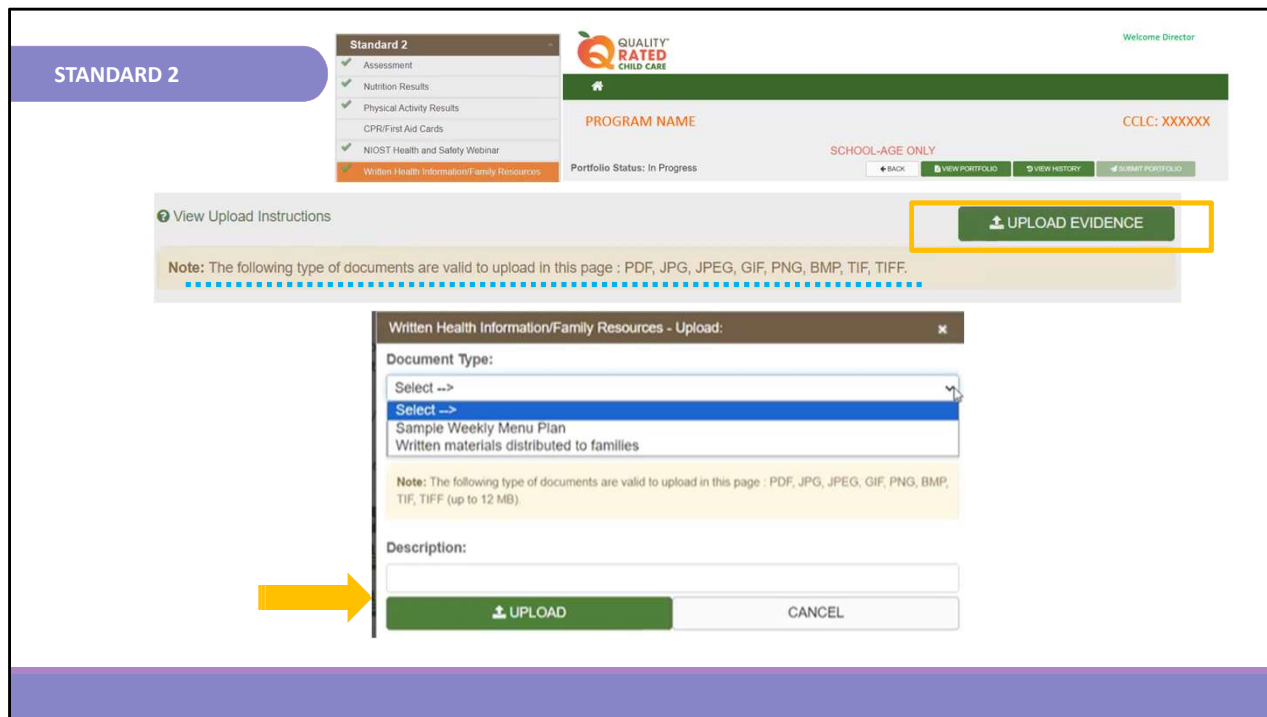 STANDARD 2
Standard 2
Assessment
Nutrition Results
Physical Activity Results
CPR/First Aid Cards
NIOST Health and Safety Webinar
Written Health Information/Family Resources
QUALITY™
RATED
CHILD CARE
Welcome Director
PROGRAM NAME
CCLC: XXXXXX
SCHOOL-AGE ONLY
Portfolio Status: In Progress
BACK
VIEW PORTFOLIO
VIEW HISTORY
SUBMIT PORTFOLIO
View Upload Instructions
UPLOAD EVIDENCE
Note: The following type of documents are valid to upload in this page : PDF, JPG, JPEG, GIF, PNG, BMP, TIF, TIFF.
Written Health Information/Family Resources - Upload:
Document Type:
Select -->
Select -->
Sample Weekly Menu Plan
Written materials distributed to families
Note: The following type of documents are valid to upload in this page : PDF, JPG, JPEG, GIF, PNG, BMP,
TIF, TIFF (up to 12 MB).
Description:
UPLOAD
CANCEL